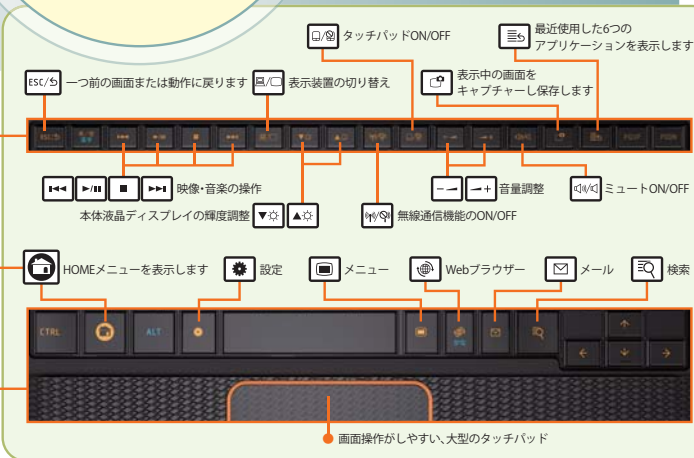 タッチパッドON/OFF
最近使用した6つの
アプリケーションを表示します
ESC/ 一つ前の画面または動作に戻ります
表示装置の切り替え
表示中の画面を
キャプチャーし保存します
ESC/
PGUP
PGDN
映像・音楽の操作
音量調整
ミュートON/OFF
本体液晶ディスプレイの輝度調整
無線通信機能のON/OFF
HOMEメニューを表示します
設定
メニュー
Webブラウザー
メール
検索
CTRL
ALT
画面操作がしやすい、大型のタッチパッド